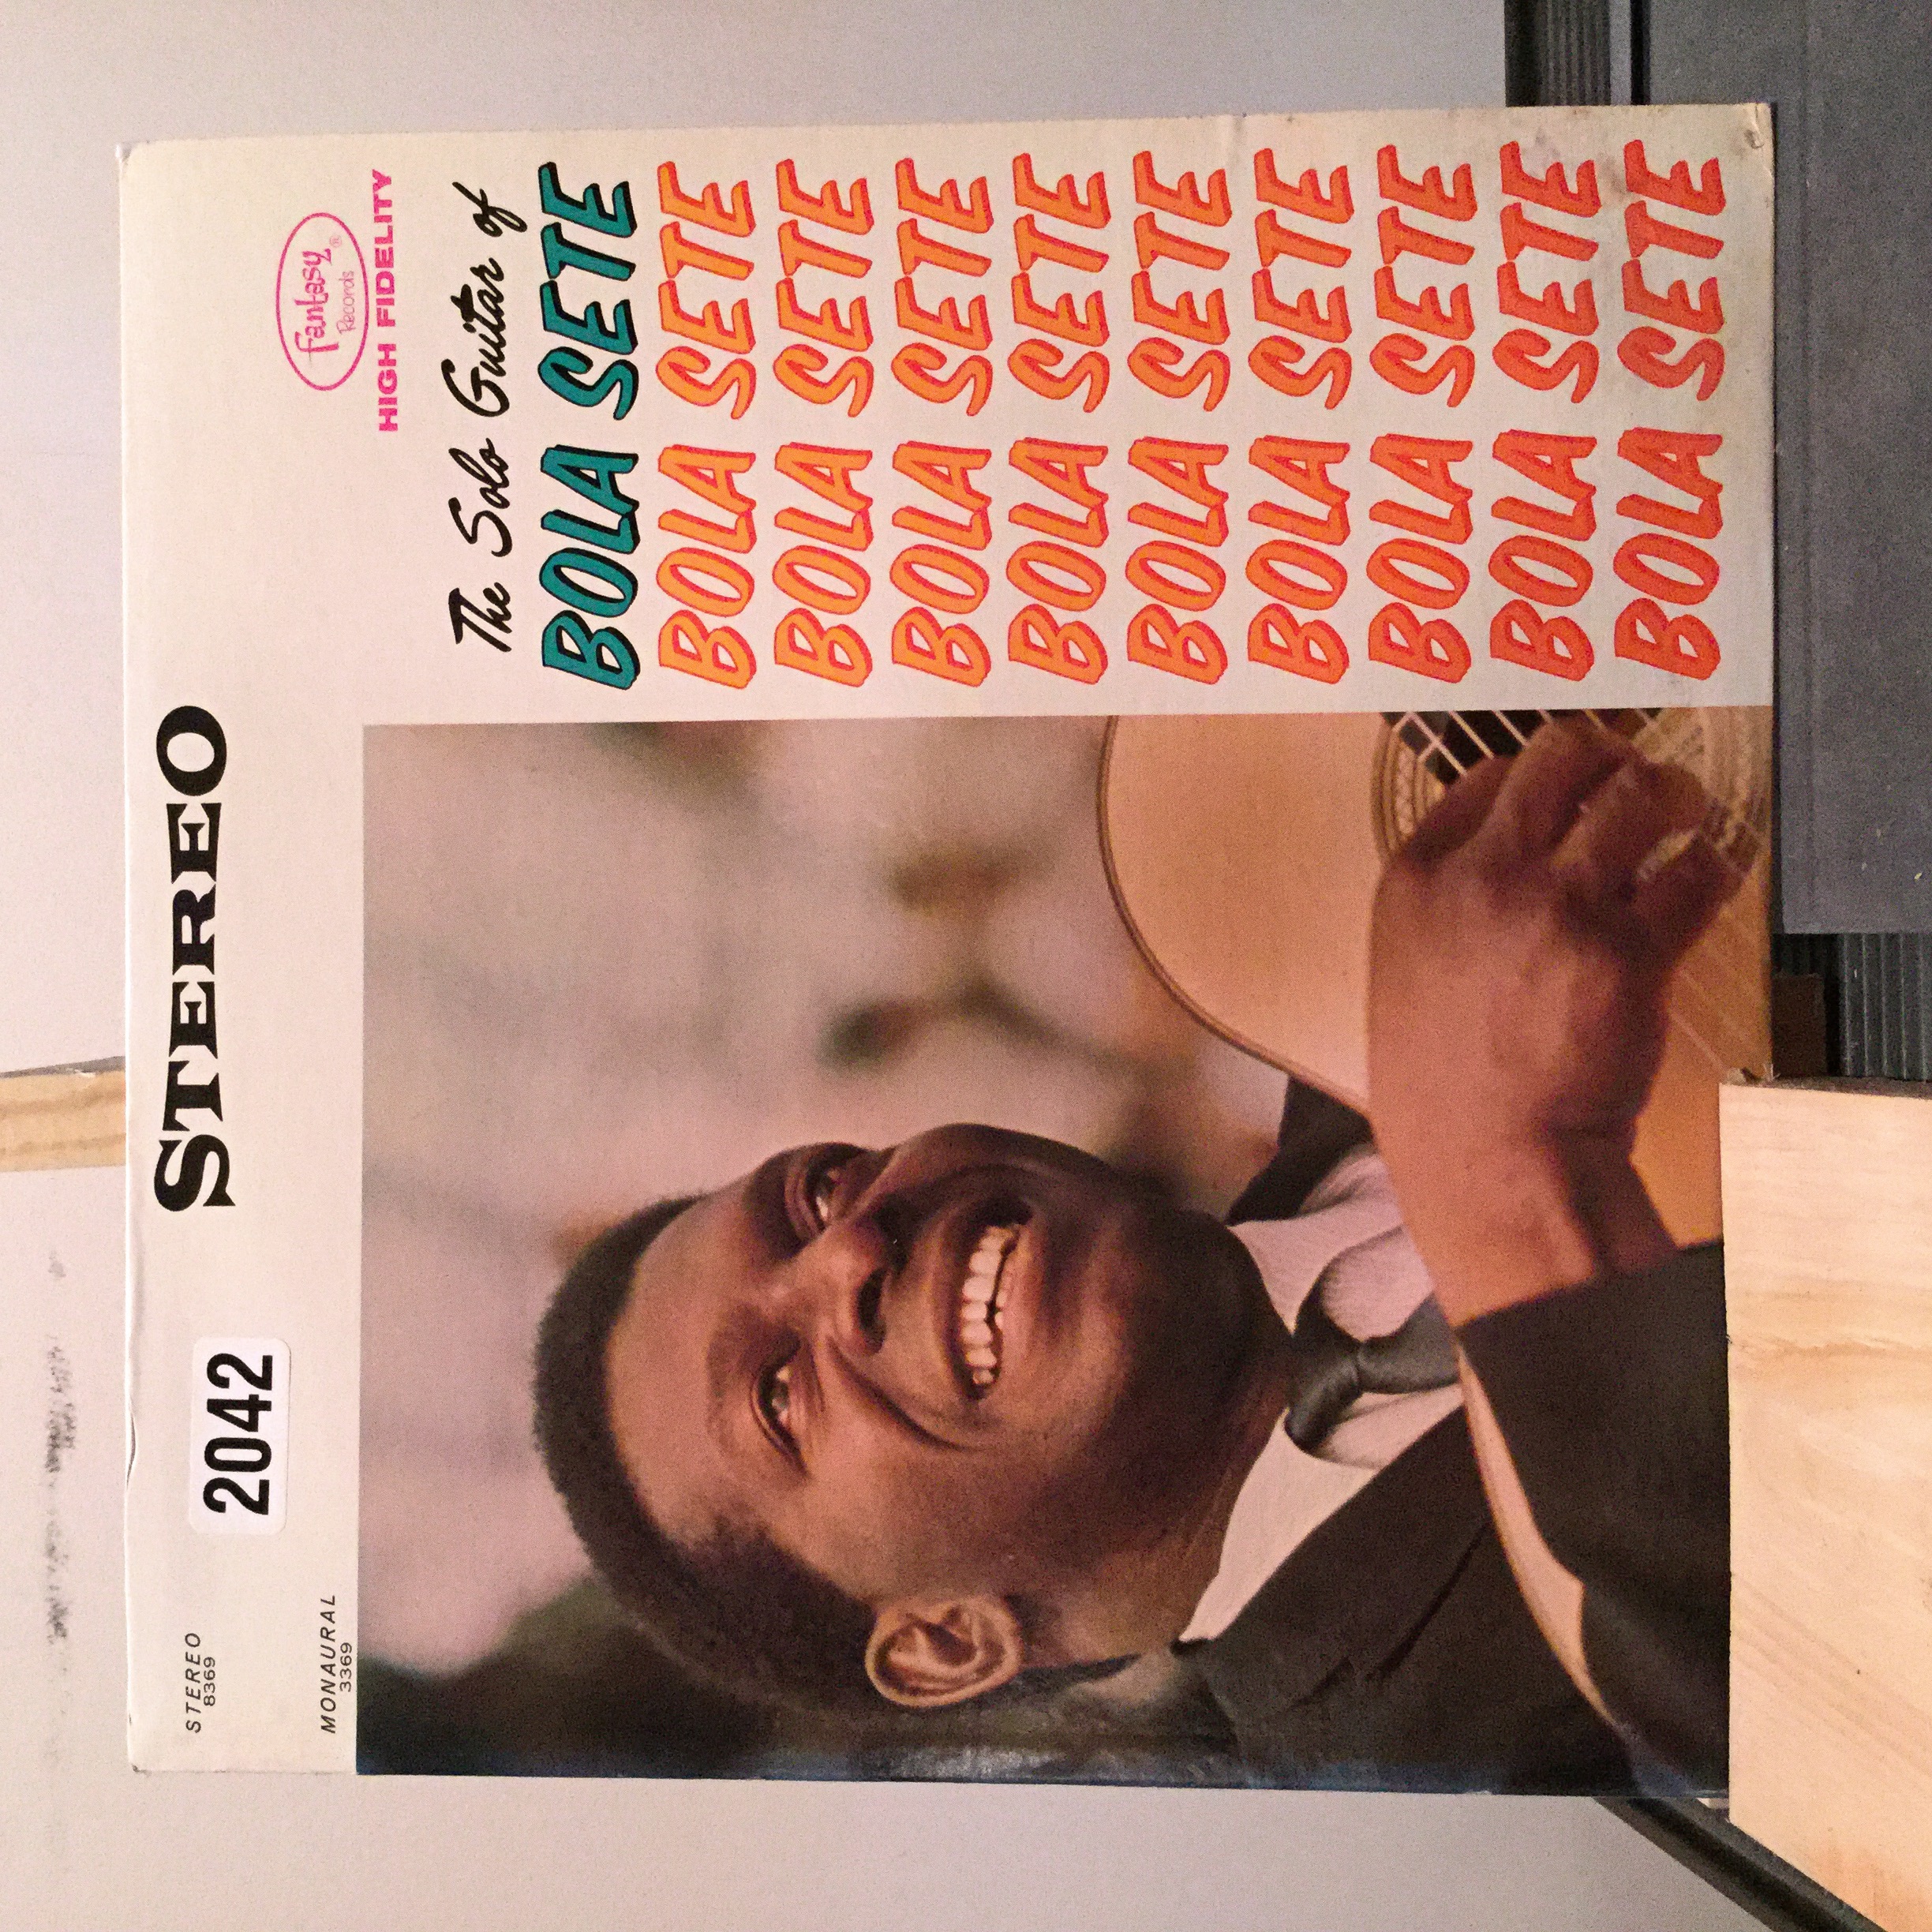 STEREO
8369
MONAURAL
3369
2042
STEREO
Fantasy ®
Records
HIGH FIDELITY
The Solo Guitar of
BOLA SETE
BOLA SETE
BOLA SETE
BOLA SETE
BOLA SETE
BOLA SETE
BOLA SETE
BOLA SETE
BOLA SETE
BOLA SETE